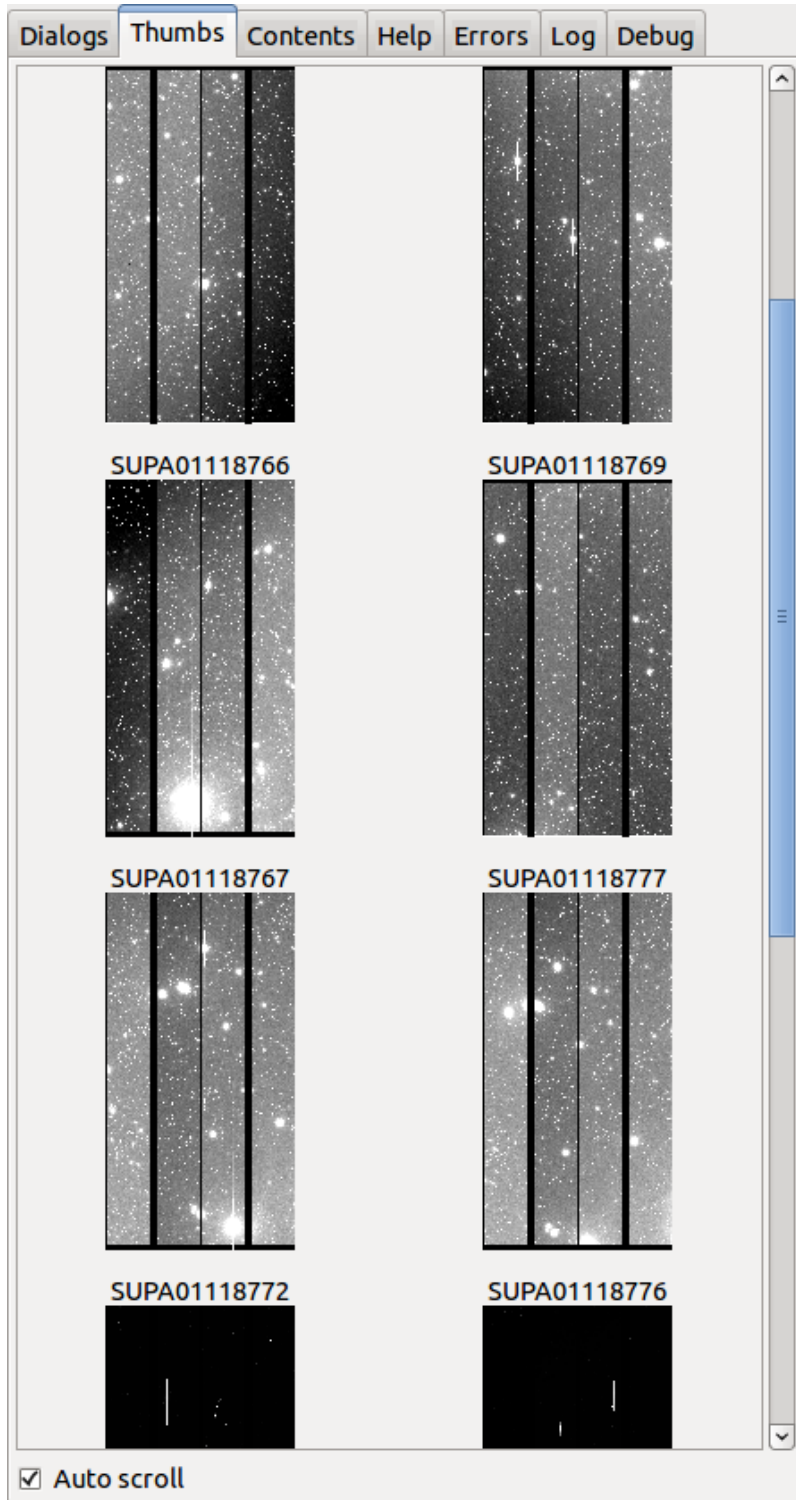 Dialogs Thumbs Contents Help Errors Log Debug
SUPA01118766 SUPA01118769
SUPA01118767 SUPA01118777
SUPA01118772 SUPA01118776
Auto scroll